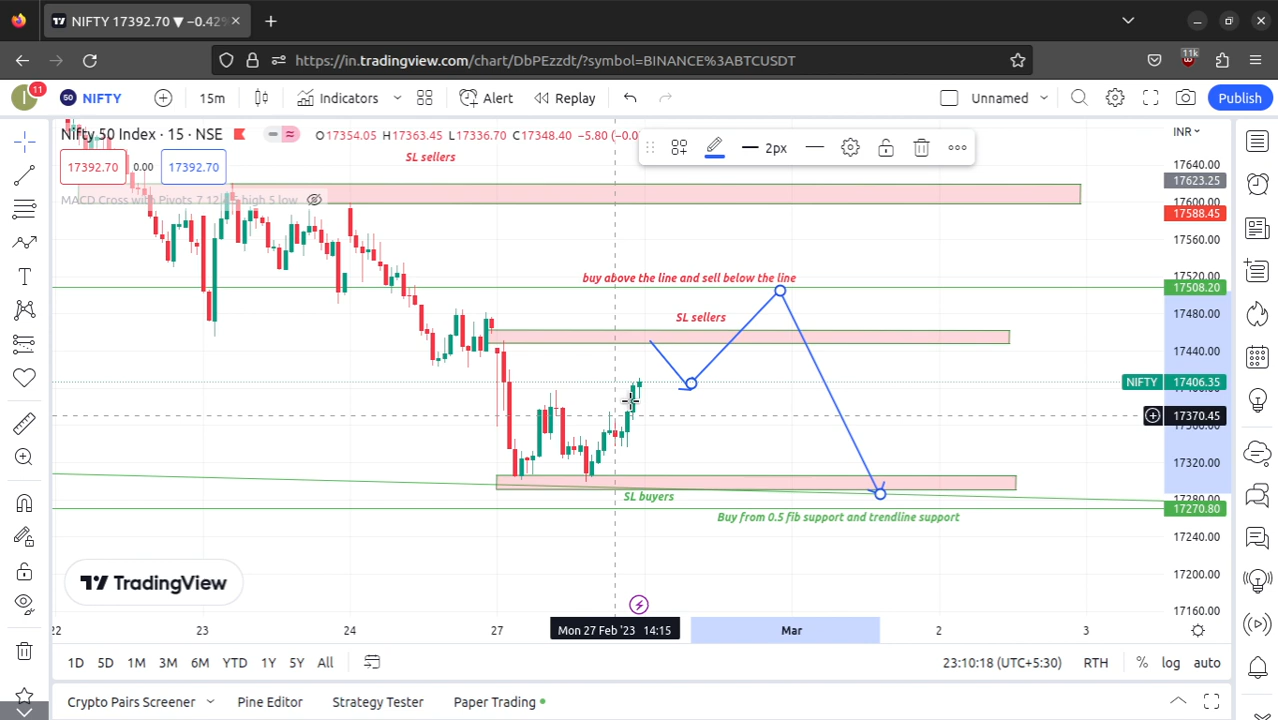 NIFTY 17392.70 ▼ −0.42%
https://in.tradingview.com/chart/DbPEzzdt/?symbol=BINANCE%3ABTCUSDT
11k
11
50 NIFTY
15m
Indicators
Alert
Replay
Unnamed
Publish
Nifty 50 Index · 15 · NSE
O17354.05 H17363.45 L17336.70 C17348.40 −5.80
17392.70
0.00
17392.70
2px
INR
SL sellers
buy above the line and sell below the line
SL sellers
SL buyers
Buy from 0.5 fib support and trendline support
17640.00
17623.25
17600.00
17588.45
17560.00
17520.00
17508.20
17480.00
17440.00
NIFTY 17406.35
17370.45
17360.00
17320.00
17280.00
17270.80
17240.00
17200.00
17160.00
TradingView
22
23
24
27
Mon 27 Feb '23 14:15
Mar
2
3
1D
5D
1M
3M
6M
YTD
1Y
5Y
All
23:10:18 (UTC+5:30)
RTH
%
log
auto
Crypto Pairs Screener
Pine Editor
Strategy Tester
Paper Trading